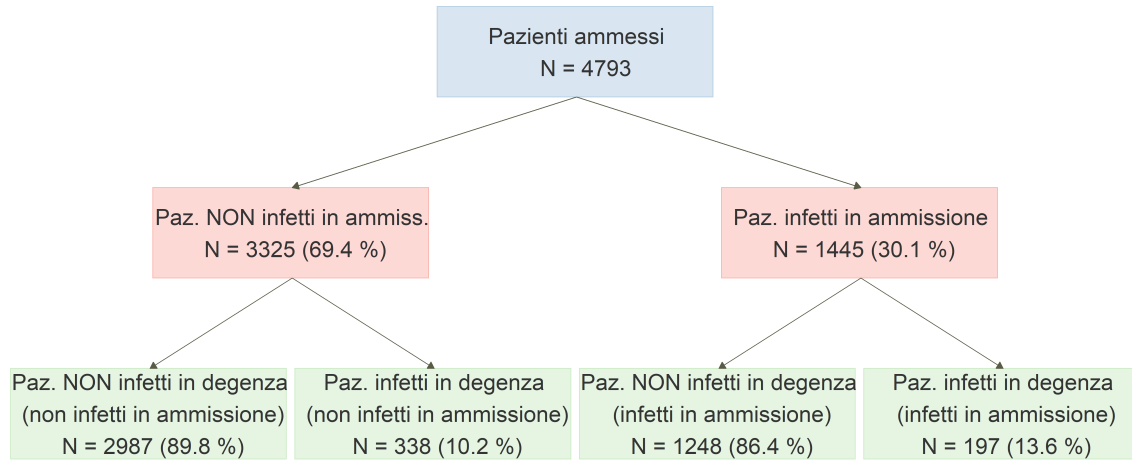 Pazienti ammessi
N = 4793
Paz. NON infetti in ammiss.
N = 3325 (69.4 %)
Paz. infetti in ammissione
N = 1445 (30.1 %)
Paz. NON infetti in degenza
(non infetti in ammissione)
N = 2987 (89.8 %)
Paz. infetti in degenza
(non infetti in ammissione)
N = 338 (10.2 %)
Paz. NON infetti in degenza
(infetti in ammissione)
N = 1248 (86.4 %)
Paz. infetti in degenza
(infetti in ammissione)
N = 197 (13.6 %)